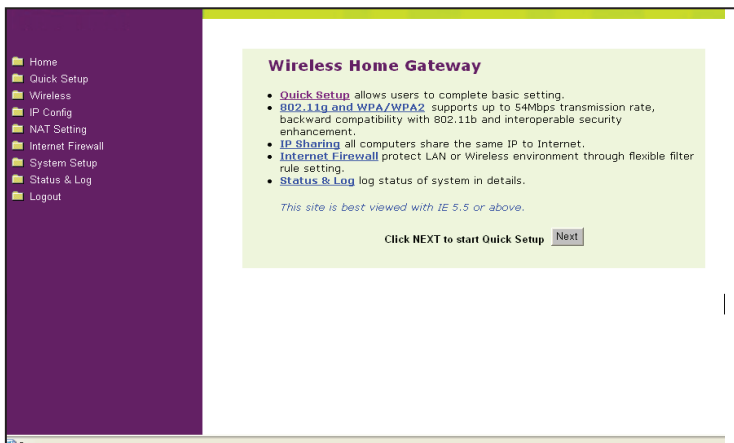 Home
Quick Setup
Wireless
IP Config
NAT Setting
Internet Firewall
System Setup
Status & Log
Logout
Wireless Home Gateway
Quick Setup allows users to complete basic setting.
802.11g and WPA/WPA2 supports up to 54Mbps transmission rate,
backward compatibility with 802.11b and interoperable security
enhancement.
IP Sharing all computers share the same IP to Internet.
Internet Firewall protect LAN or Wireless environment through flexible filter
rule setting.
Status & Log log status of system in details.
This site is best viewed with IE 5.5 or above.
Click NEXT to start Quick Setup Next